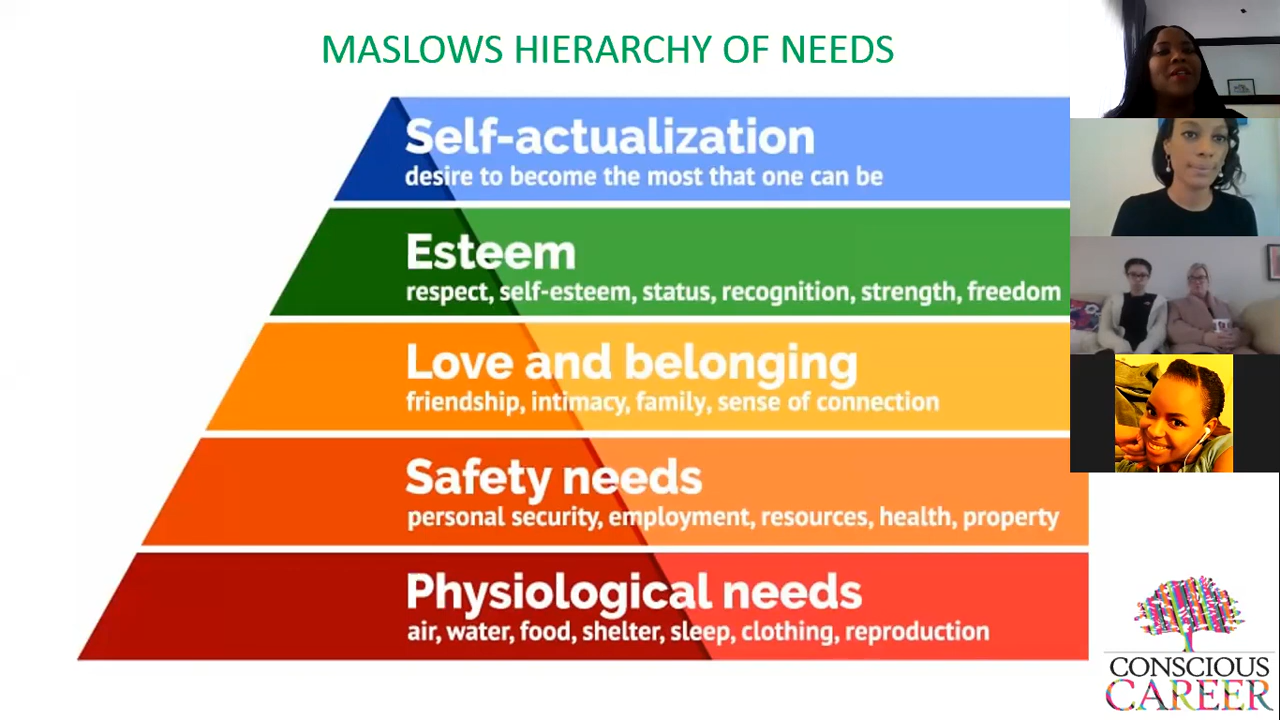 MASLOWS HIERARCHY OF NEEDS
Self-actualization
desire to become the most that one can be
Esteem
respect, self-esteem, status, recognition, strength, freedom
Love and belonging
friendship, intimacy, family, sense of connection
Safety needs
personal security, employment, resources, health, property
Physiological needs
air, water, food, shelter, sleep, clothing, reproduction
CONSCIOUS
CAREER